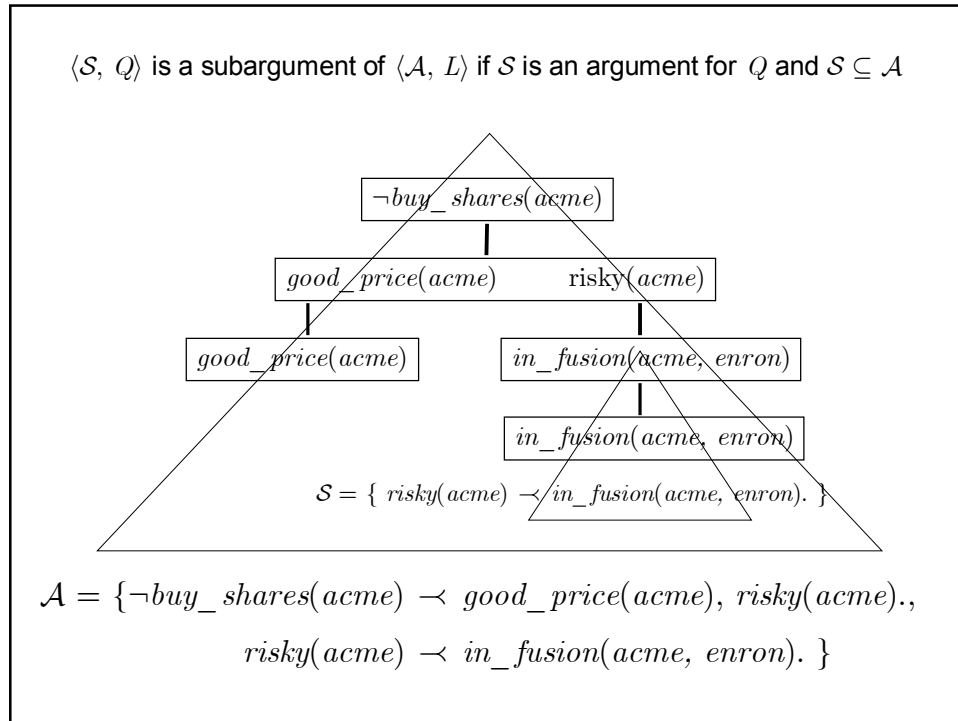 ⟨𝒮, Q⟩ is a subargument of ⟨𝒜, L⟩ if 𝒮 is an argument for Q and 𝒮 ⊆ 𝒜
¬buy_shares(acme)
good_price(acme) risky(acme)
good_price(acme) in_fusion(acme, enron)
in_fusion(acme, enron)
𝒮 = { risky(acme) ⤙ in_fusion(acme, enron). }
𝒜 = {¬buy_shares(acme) ⤙ good_price(acme), risky(acme).,
risky(acme) ⤙ in_fusion(acme, enron). }